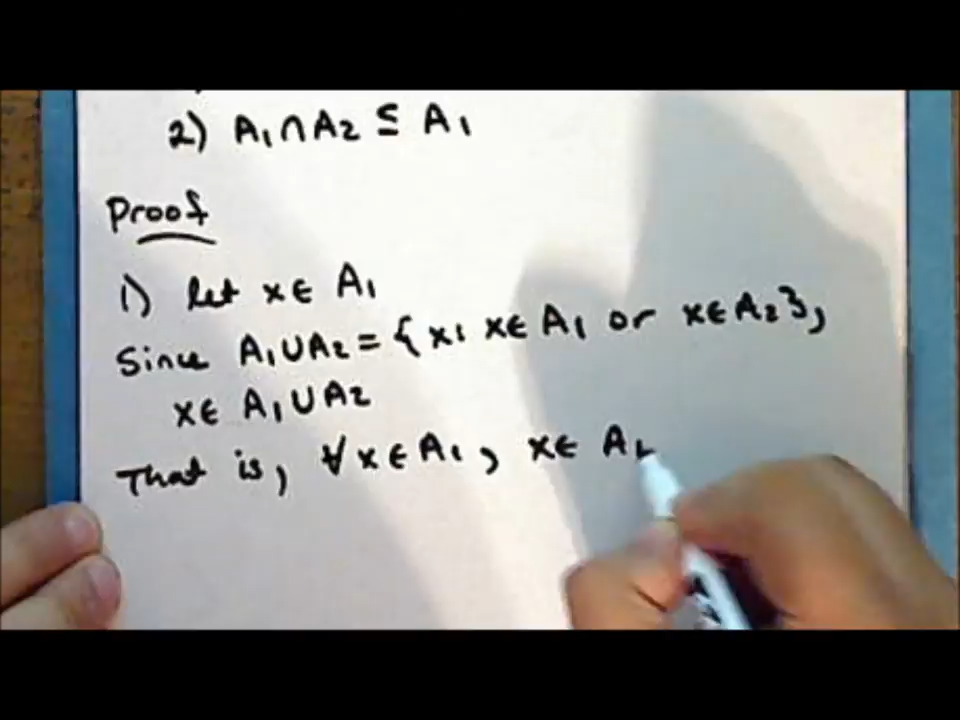 2) A₁∩A₂ ⊆ A₁
Proof
1) let x∈ A₁
Since A₁∪A₂ = {x: x∈A₁ or x∈A₂},
x∈ A₁∪A₂
That is, ∀x∈A₁, x∈ A